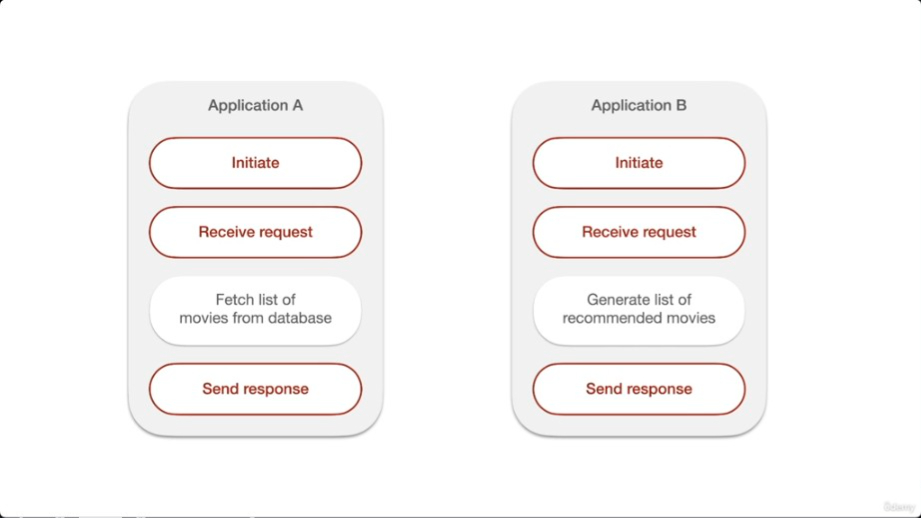 Application A
Initiate
Receive request
Fetch list of
movies from database
Send response
Application B
Initiate
Receive request
Generate list of
recommended movies
Send response
Udemy